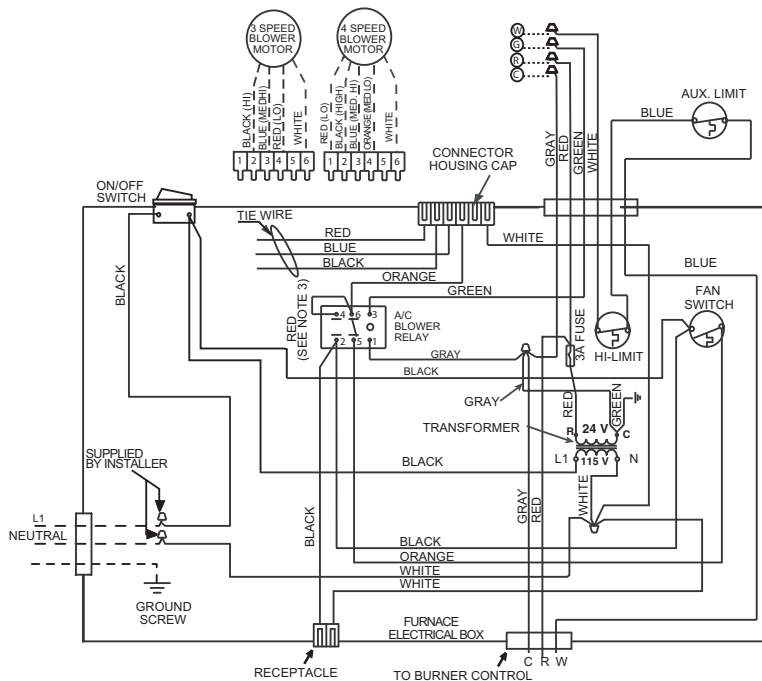 3 SPEED
BLOWER
MOTOR
4 SPEED
BLOWER
MOTOR
BLACK (HI)
BLUE (MEDHI)
RED (LO)
WHITE
RED (LO)
BLACK (HIGH)
BLUE (MED. HI)
ORANGE (MED LO)
WHITE
1 2 3 4 5 6
1 2 3 4 5 6
W
G
R
C
GRAY
RED
GREEN
WHITE
BLUE
AUX. LIMIT
CONNECTOR
HOUSING CAP
ON/OFF
SWITCH
TIE WIRE
RED
BLUE
BLACK
WHITE
BLUE
ORANGE
GREEN
BLACK
RED
(SEE NOTE 3)
4 6 3
2 5 1
A/C
BLOWER
RELAY
FAN
SWITCH
3A FUSE
HI-LIMIT
GRAY
BLACK
GRAY
RED
GREEN
TRANSFORMER
R 24 V C
L1 115 V N
BLACK
WHITE
SUPPLIED
BY INSTALLER
L1
NEUTRAL
BLACK
GRAY
RED
BLACK
ORANGE
WHITE
WHITE
GROUND
SCREW
FURNACE
ELECTRICAL BOX
RECEPTACLE
C R W
TO BURNER CONTROL